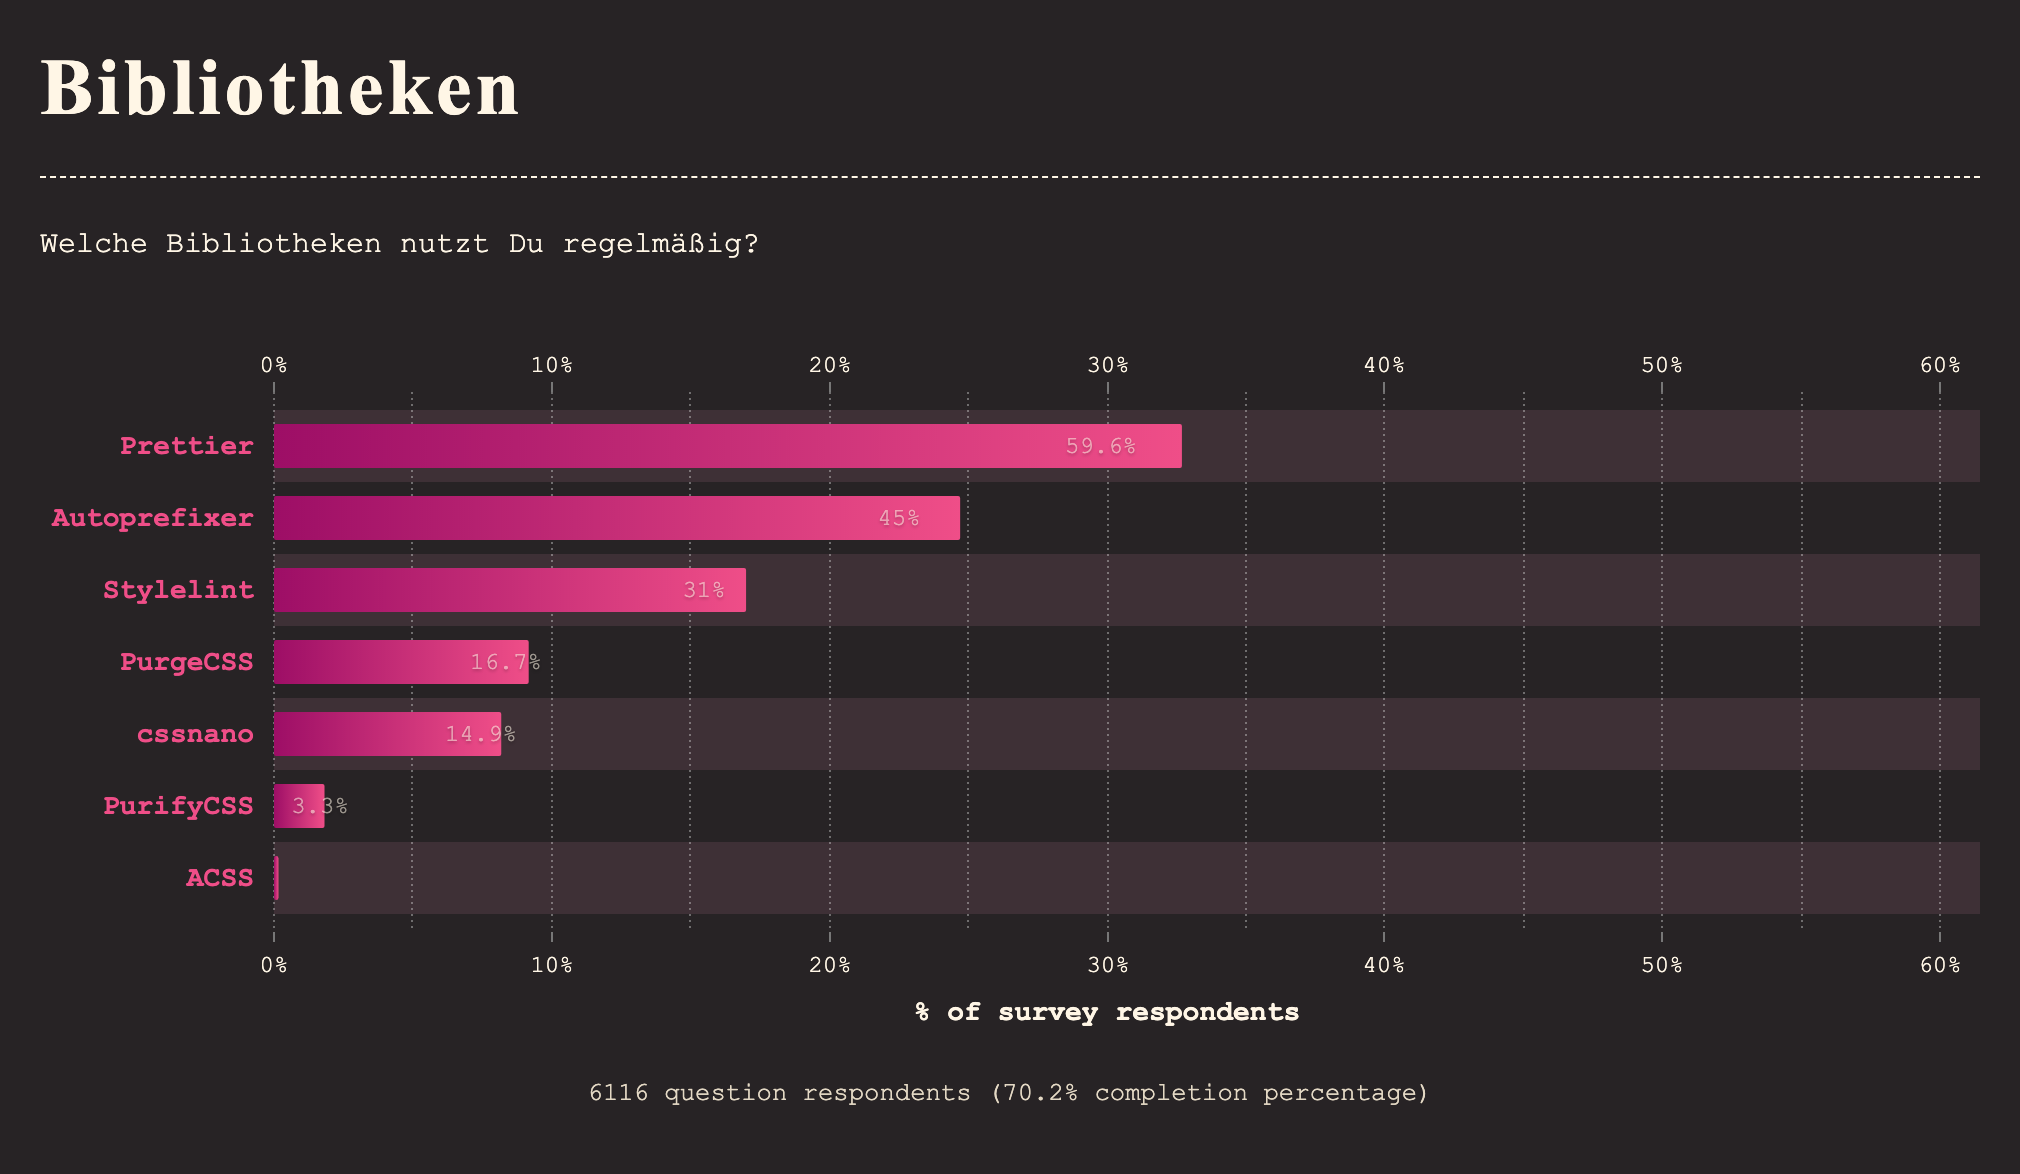 Bibliotheken
Welche Bibliotheken nutzt Du regelmäßig?
0% 10% 20% 30% 40% 50% 60%
Prettier 59.6%
Autoprefixer 45%
Stylelint 31%
PurgeCSS 16.7%
cssnano 14.9%
PurifyCSS 3.3%
ACSS
0% 10% 20% 30% 40% 50% 60%
% of survey respondents
6116 question respondents (70.2% completion percentage)